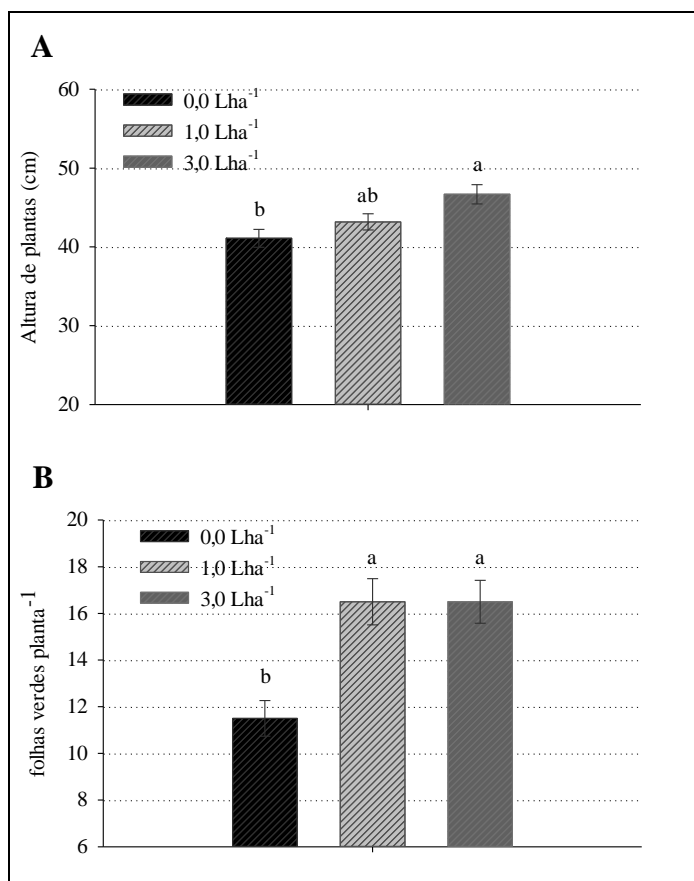 A
60
50
40
30
20
Altura de plantas (cm)
0,0 Lha⁻¹
1,0 Lha⁻¹
3,0 Lha⁻¹
b
ab
a
B
20
18
16
14
12
10
8
6
folhas verdes planta⁻¹
0,0 Lha⁻¹
1,0 Lha⁻¹
3,0 Lha⁻¹
b
a
a